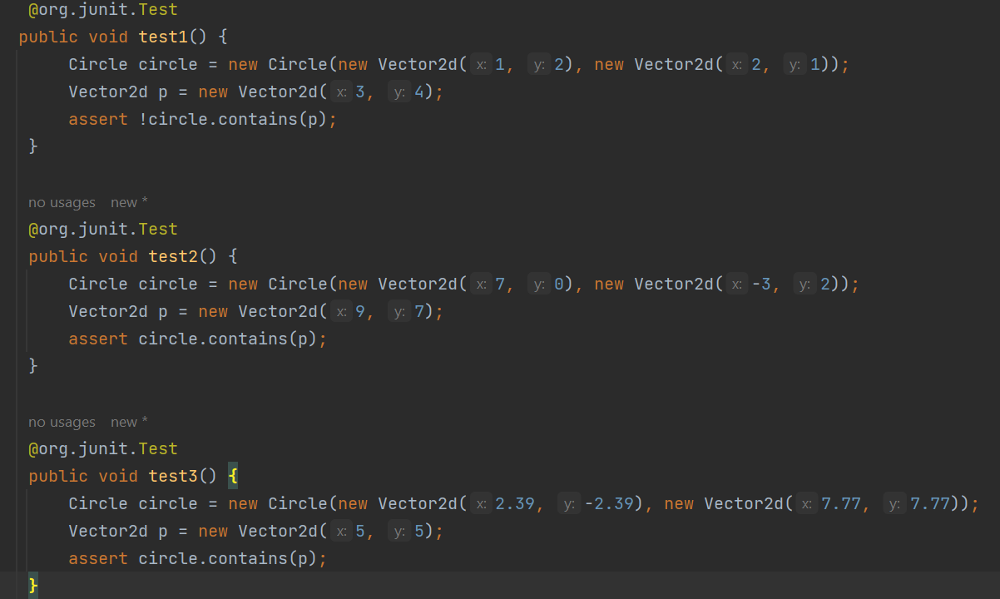 @org.junit.Test
public void test1() {
Circle circle = new Circle(new Vector2d( x: 1, y: 2), new Vector2d( x: 2, y: 1));
Vector2d p = new Vector2d( x: 3, y: 4);
assert !circle.contains(p);
}
no usages new *
@org.junit.Test
public void test2() {
Circle circle = new Circle(new Vector2d( x: 7, y: 0), new Vector2d( x: -3, y: 2));
Vector2d p = new Vector2d( x: 9, y: 7);
assert circle.contains(p);
}
no usages new *
@org.junit.Test
public void test3() {
Circle circle = new Circle(new Vector2d( x: 2.39, y: -2.39), new Vector2d( x: 7.77, y: 7.77));
Vector2d p = new Vector2d( x: 5, y: 5);
assert circle.contains(p);
}